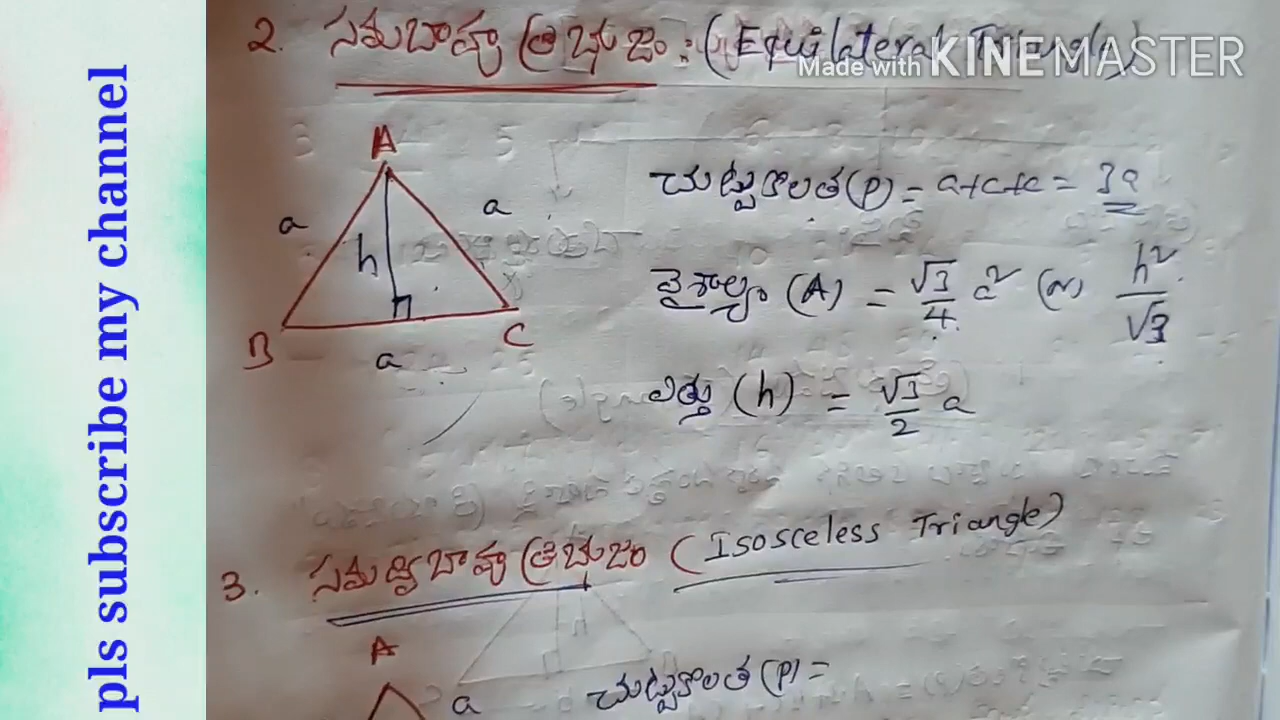 pls subscribe my channel
2. సమబాహు త్రిభుజం : (Equilateral Triangle)
Made with KINEMASTER
A
a
a
h
B
C
a
చుట్టుకొలత (P) = a+a+a = 3a
వైశాల్యం (A) = √3/4 a² (or) h²/√3
ఎత్తు (h) = √3/2 a
3. సమద్విబాహు త్రిభుజం (Isosceless Triangle)
A
a
చుట్టుకొలత (P) =